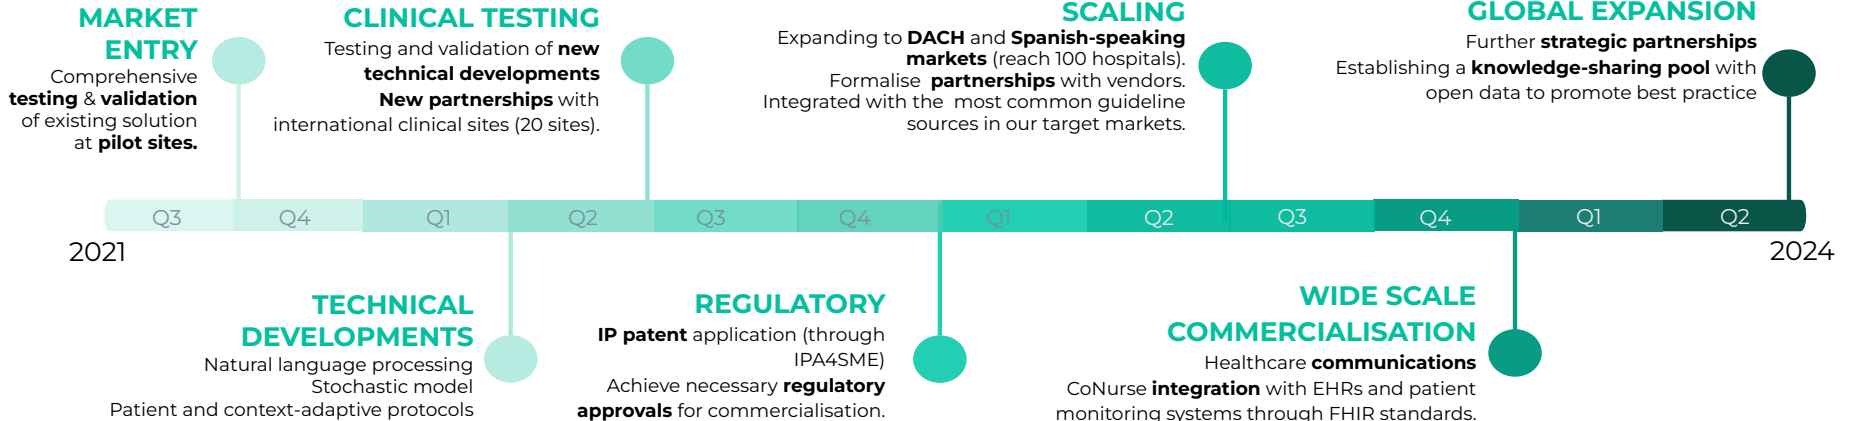 MARKET
ENTRY
Comprehensive
testing & validation
of existing solution
at pilot sites.
CLINICAL TESTING
Testing and validation of new
technical developments
New partnerships with
international clinical sites (20 sites).
SCALING
Expanding to DACH and Spanish-speaking
markets (reach 100 hospitals).
Formalise partnerships with vendors.
Integrated with the most common guideline
sources in our target markets.
GLOBAL EXPANSION
Further strategic partnerships
Establishing a knowledge-sharing pool with
open data to promote best practice
Q3 Q4 Q1 Q2 Q3 Q4 Q1 Q2 Q3 Q4 Q1 Q2
2021
2024
TECHNICAL
DEVELOPMENTS
Natural language processing
Stochastic model
Patient and context-adaptive protocols
REGULATORY
IP patent application (through
IPA4SME)
Achieve necessary regulatory
approvals for commercialisation.
WIDE SCALE
COMMERCIALISATION
Healthcare communications
CoNurse integration with EHRs and patient
monitoring systems through FHIR standards.